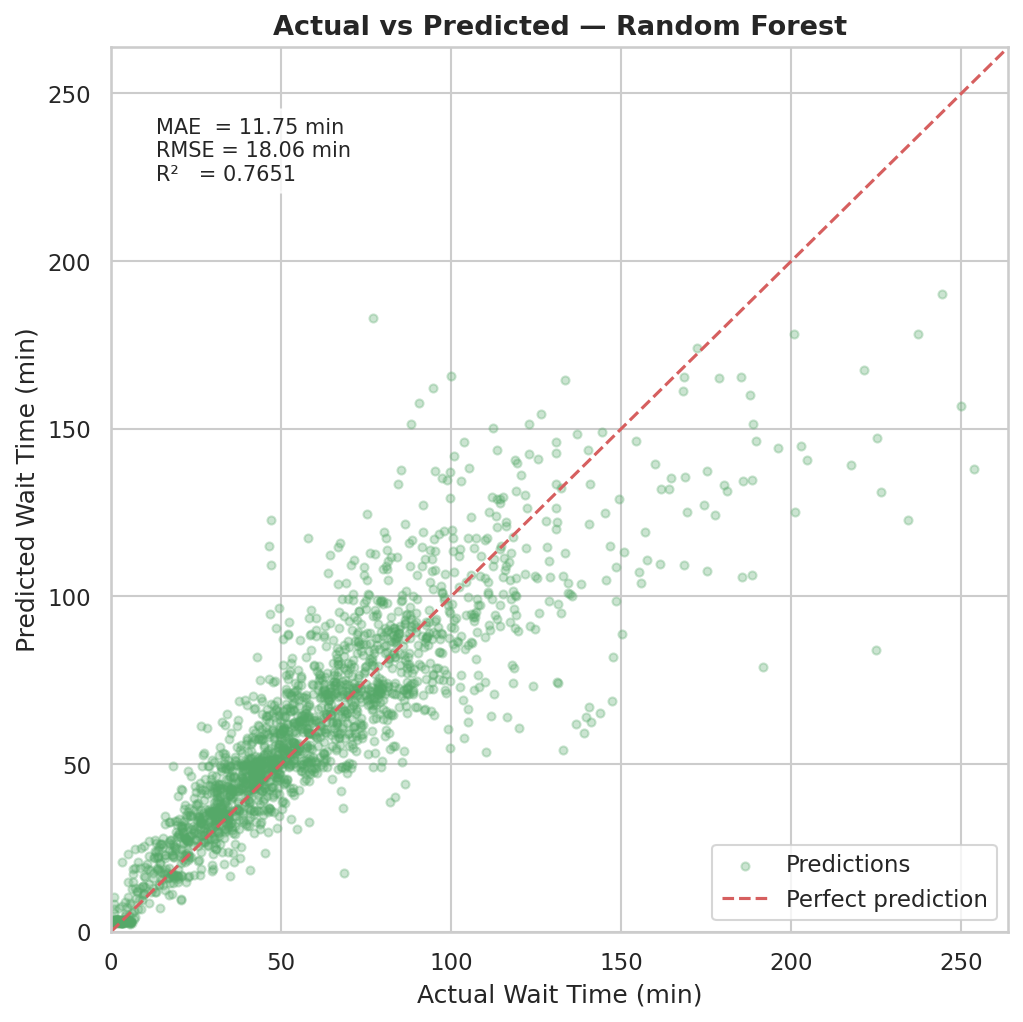 Actual vs Predicted — Random Forest
MAE  = 11.75 min
RMSE = 18.06 min
R²   = 0.7651
250
200
150
100
50
0
Predicted Wait Time (min)
Predictions
Perfect prediction
0 50 100 150 200 250
Actual Wait Time (min)